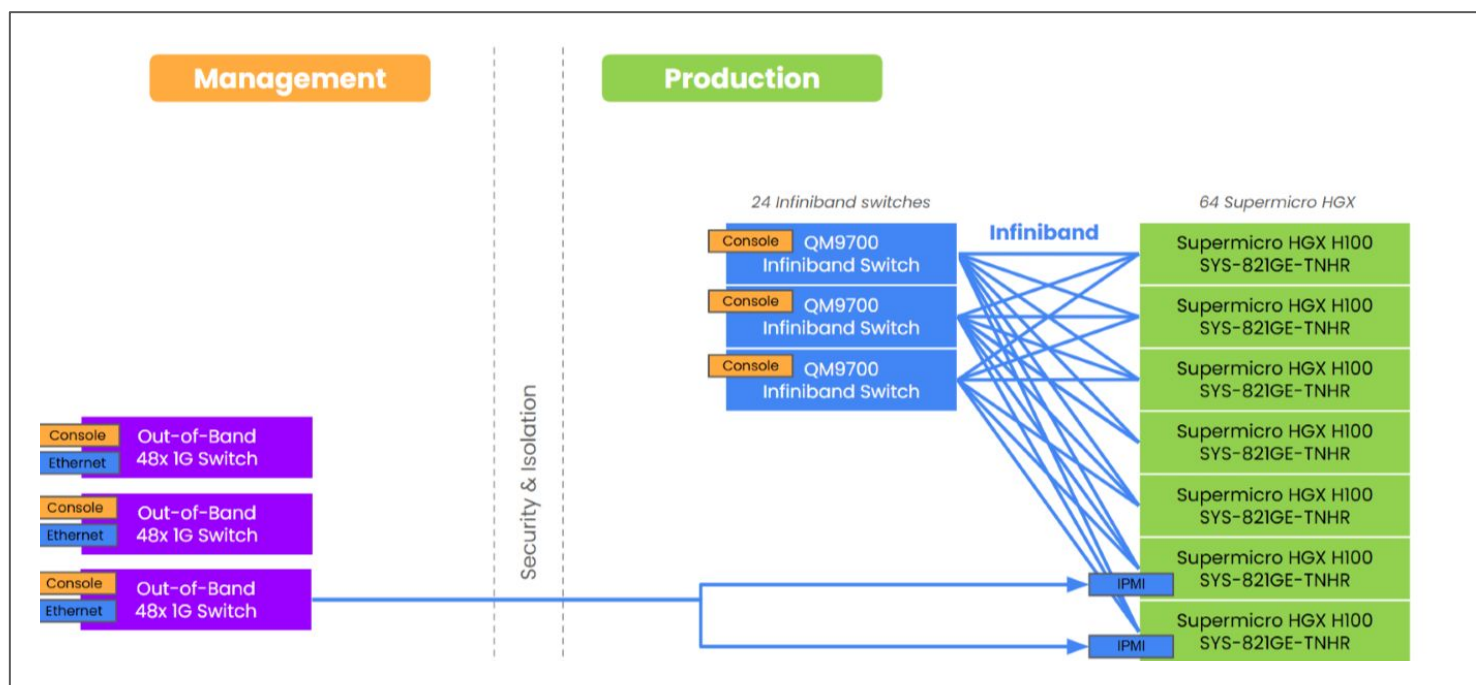 Management
Production
24 Infiniband switches
64 Supermicro HGX
Console
QM9700
Infiniband Switch
Console
QM9700
Infiniband Switch
Console
QM9700
Infiniband Switch
Infiniband
Supermicro HGX H100
SYS-821GE-TNHR
Supermicro HGX H100
SYS-821GE-TNHR
Supermicro HGX H100
SYS-821GE-TNHR
Supermicro HGX H100
SYS-821GE-TNHR
Supermicro HGX H100
SYS-821GE-TNHR
Supermicro HGX H100
SYS-821GE-TNHR
IPMI
Supermicro HGX H100
SYS-821GE-TNHR
IPMI
Security & Isolation
Console
Ethernet
Out-of-Band
48x 1G Switch
Console
Ethernet
Out-of-Band
48x 1G Switch
Console
Ethernet
Out-of-Band
48x 1G Switch